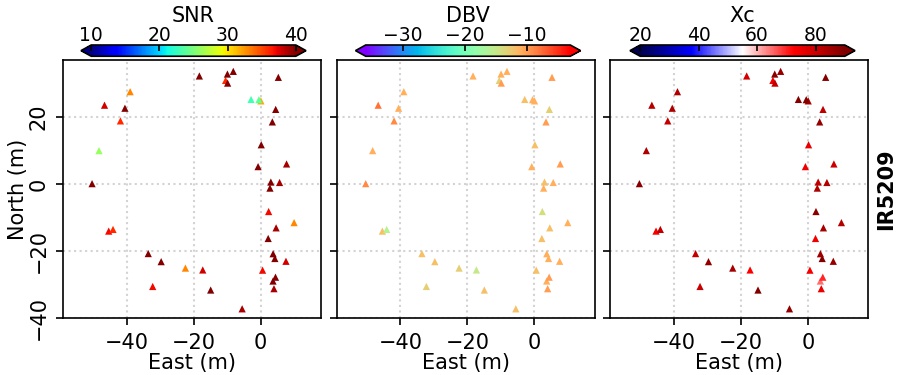 SNR DBV Xc
10 20 30 40 −30 −20 −10 20 40 60 80
North (m)
20
0
−20
−40
−40 −20 0 −40 −20 0 −40 −20 0
East (m) East (m) East (m)
IR5209